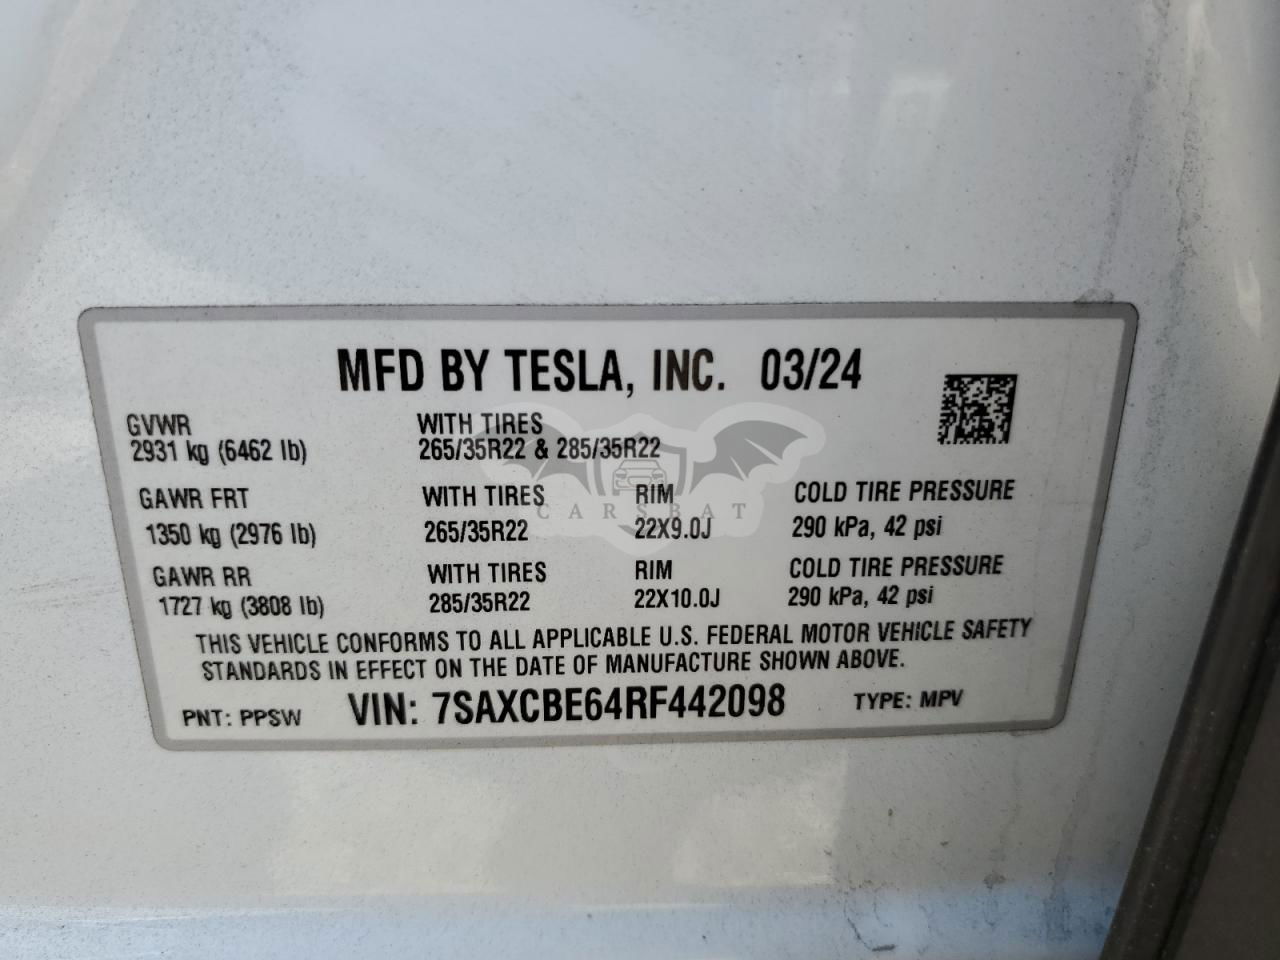 MFD BY TESLA, INC. 03/24
GVWR WITH TIRES
2931 kg (6462 lb) 265/35R22 & 285/35R22
GAWR FRT WITH TIRES RIM COLD TIRE PRESSURE
1350 kg (2976 lb) 265/35R22 22X9.0J 290 kPa, 42 psi
GAWR RR WITH TIRES RIM COLD TIRE PRESSURE
1727 kg (3808 lb) 285/35R22 22X10.0J 290 kPa, 42 psi
THIS VEHICLE CONFORMS TO ALL APPLICABLE U.S. FEDERAL MOTOR VEHICLE SAFETY
STANDARDS IN EFFECT ON THE DATE OF MANUFACTURE SHOWN ABOVE.
PNT: PPSW VIN: 7SAXCBE64RF442098 TYPE: MPV
CARSBAT